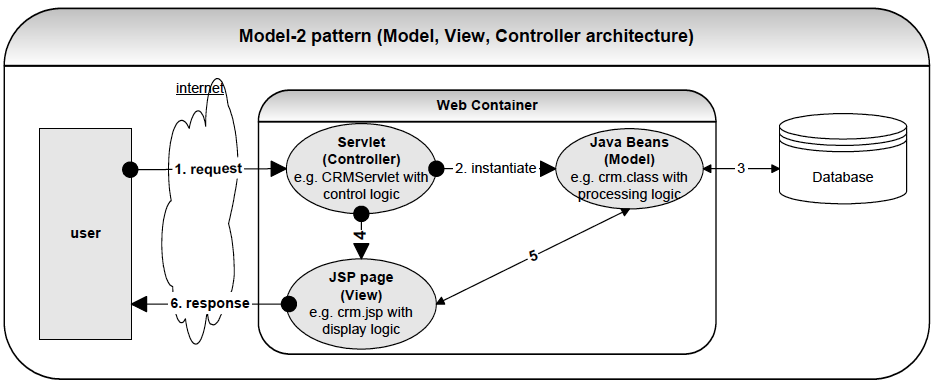 Model-2 pattern (Model, View, Controller architecture)
internet
Web Container
user
1. request
Servlet
(Controller)
e.g. CRMServlet with
control logic
2. instantiate
Java Beans
(Model)
e.g. crm.class with
processing logic
3
Database
4
5
6. response
JSP page
(View)
e.g. crm.jsp with
display logic